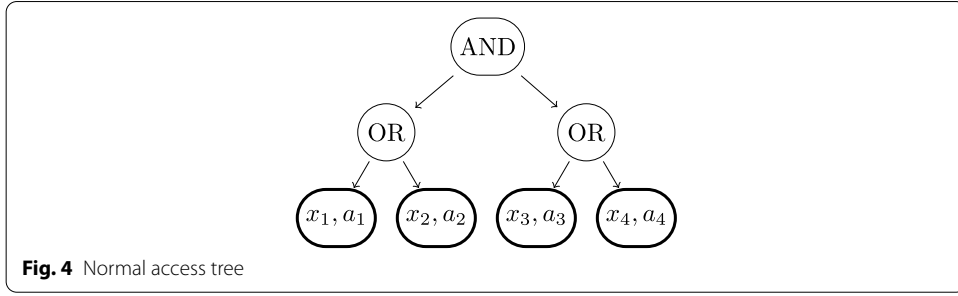 AND
OR OR
x₁, a₁ x₂, a₂ x₃, a₃ x₄, a₄
Fig. 4 Normal access tree